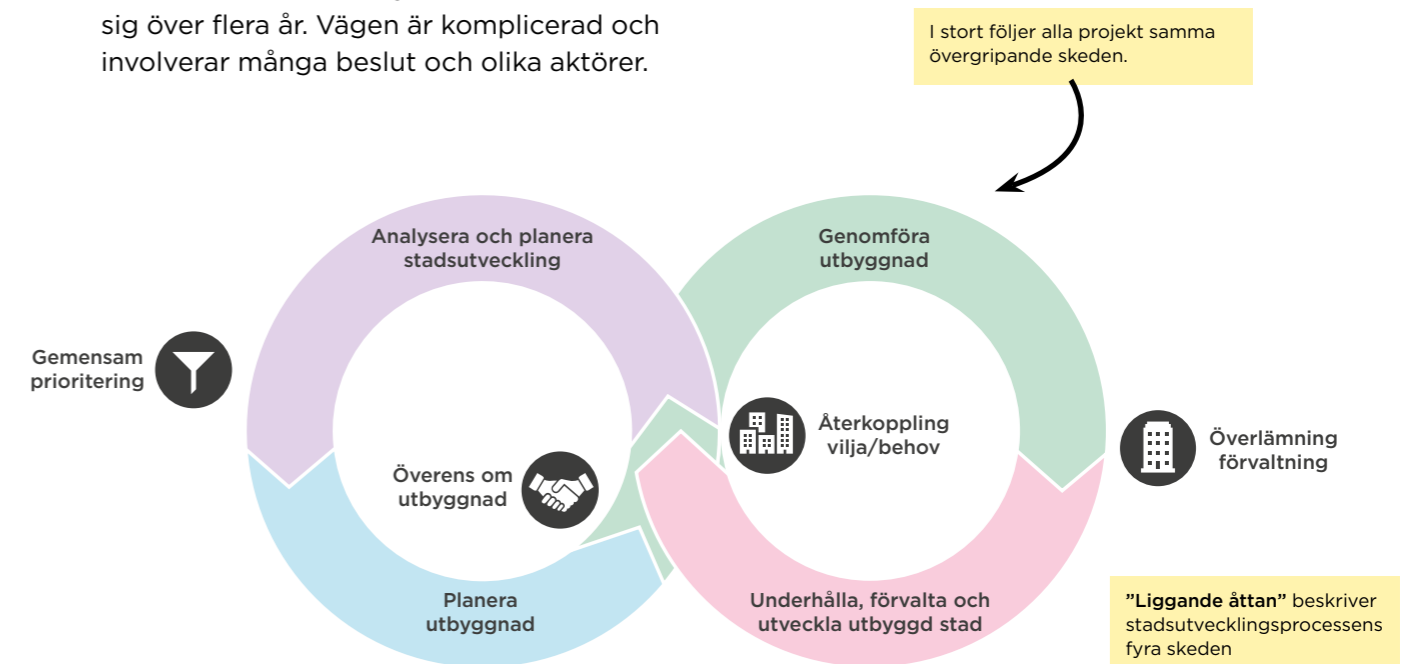 sig över flera år. Vägen är komplicerad och
involverar många beslut och olika aktörer.
I stort följer alla projekt samma
övergripande skeden.
Analysera och planera
stadsutveckling
Genomföra
utbyggnad
Gemensam
prioritering
Återkoppling
vilja/behov
Överlämning
förvaltning
Överens om
utbyggnad
Planera
utbyggnad
Underhålla, förvalta och
utveckla utbyggd stad
”Liggande åttan” beskriver
stadsutvecklingsprocessens
fyra skeden